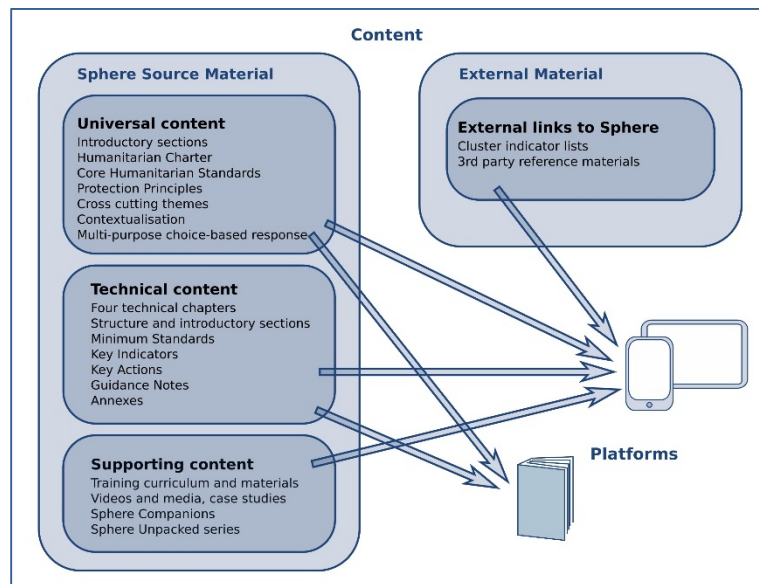 Content
Sphere Source Material
Universal content
Introductory sections
Humanitarian Charter
Core Humanitarian Standards
Protection Principles
Cross cutting themes
Contextualisation
Multi-purpose choice-based response
Technical content
Four technical chapters
Structure and introductory sections
Minimum Standards
Key Indicators
Key Actions
Guidance Notes
Annexes
Supporting content
Training curriculum and materials
Videos and media, case studies
Sphere Companions
Sphere Unpacked series
External Material
External links to Sphere
Cluster indicator lists
3rd party reference materials
Platforms